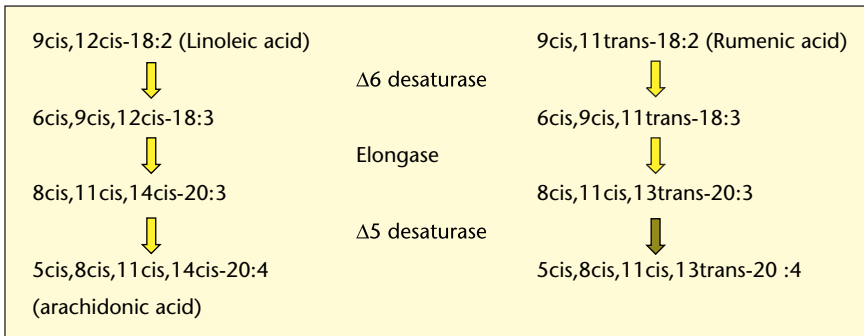 9cis,12cis-18:2 (Linoleic acid)
9cis,11trans-18:2 (Rumenic acid)
Δ6 desaturase
6cis,9cis,12cis-18:3
6cis,9cis,11trans-18:3
Elongase
8cis,11cis,14cis-20:3
8cis,11cis,13trans-20:3
Δ5 desaturase
5cis,8cis,11cis,14cis-20:4
5cis,8cis,11cis,13trans-20 :4
(arachidonic acid)